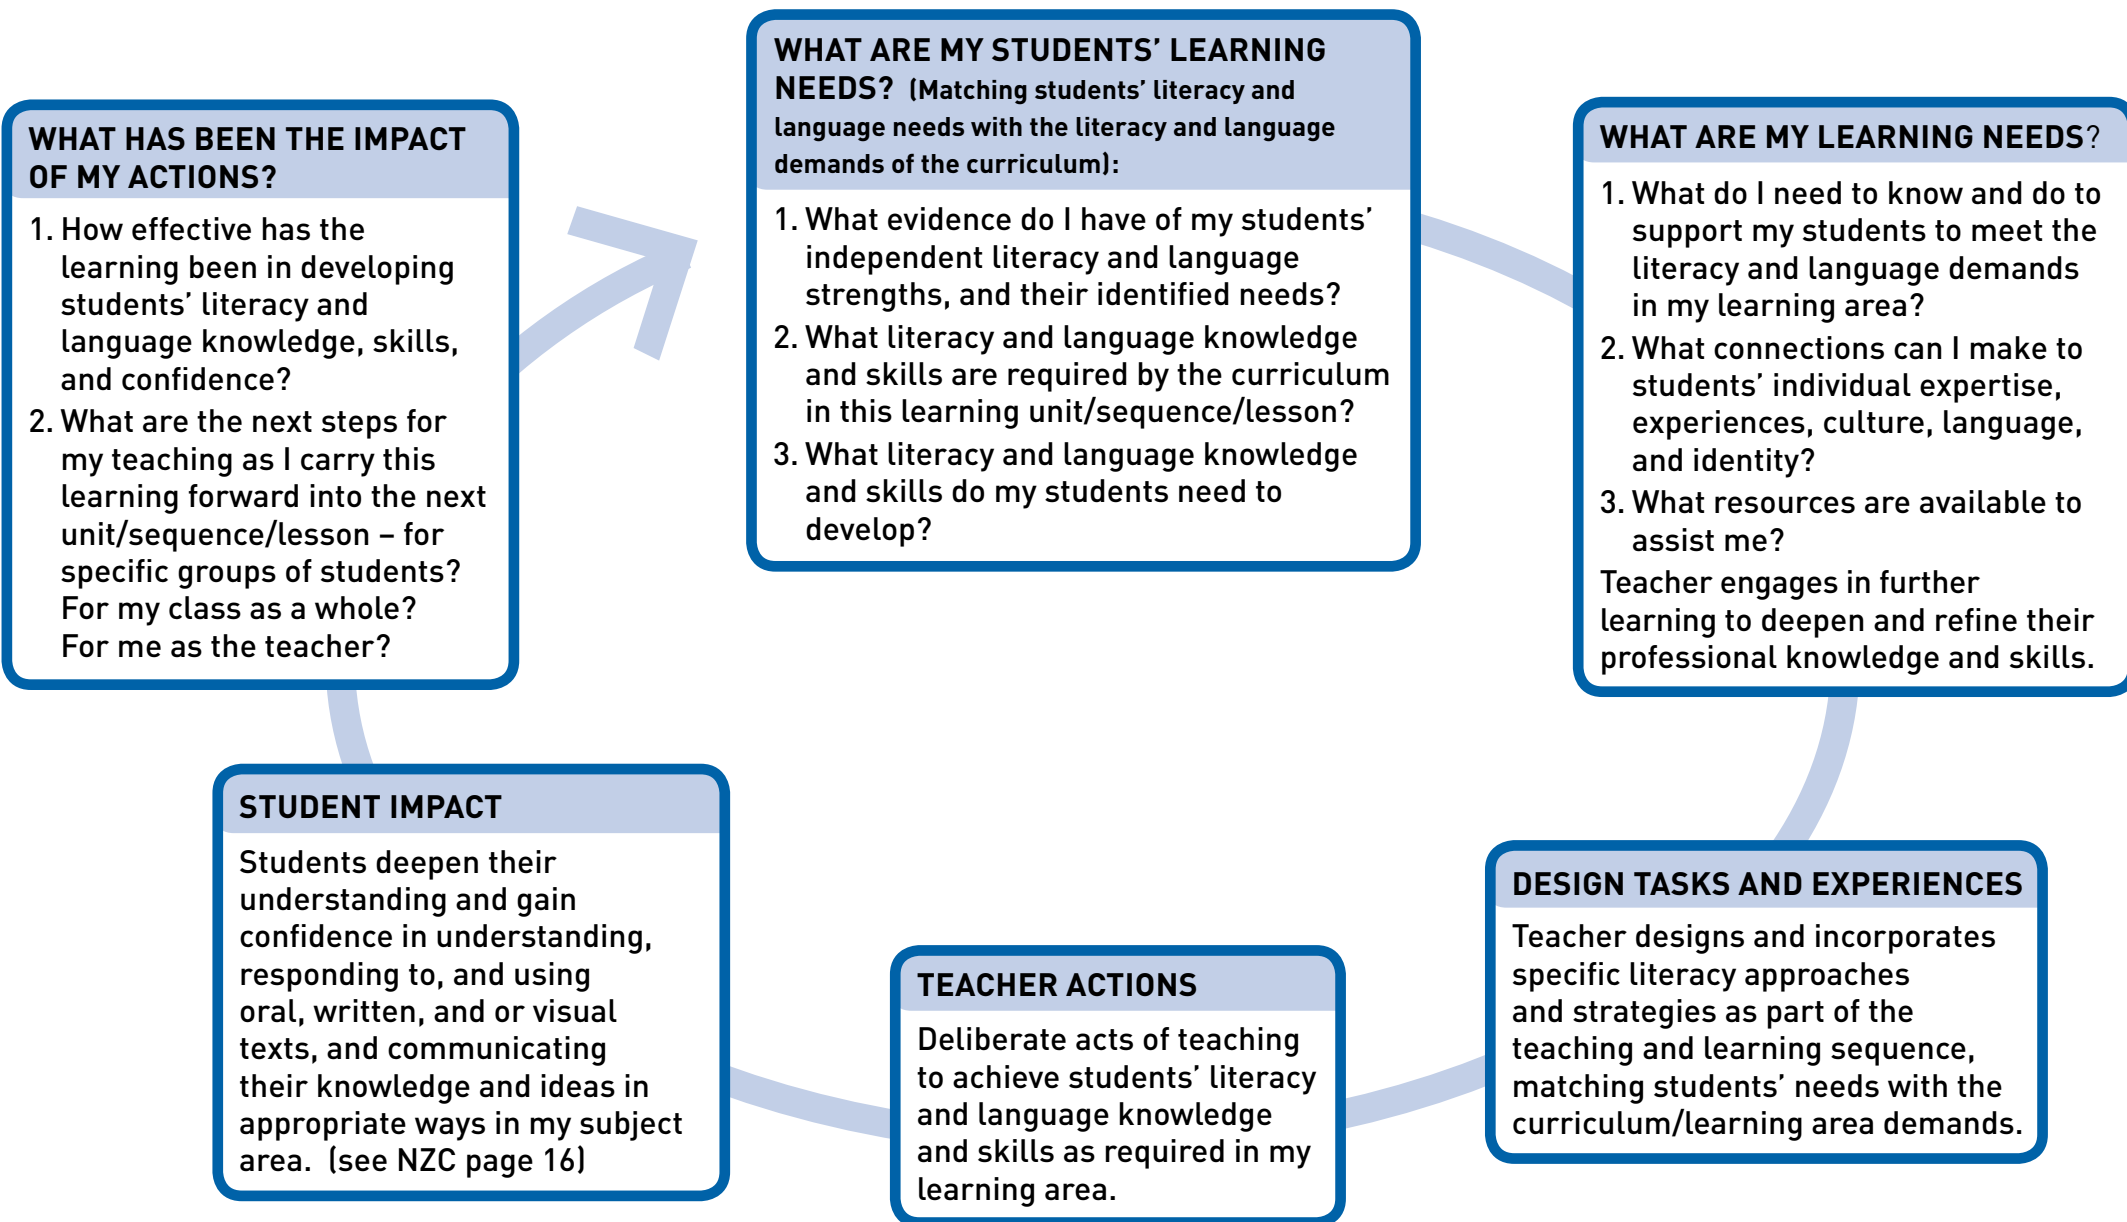 WHAT ARE MY STUDENTS’ LEARNING
NEEDS? (Matching students’ literacy and
language needs with the literacy and language
demands of the curriculum):
1. What evidence do I have of my students’
independent literacy and language
strengths, and their identified needs?
2. What literacy and language knowledge
and skills are required by the curriculum
in this learning unit/sequence/lesson?
3. What literacy and language knowledge
and skills do my students need to
develop?
WHAT ARE MY LEARNING NEEDS?
1. What do I need to know and do to
support my students to meet the
literacy and language demands
in my learning area?
2. What connections can I make to
students’ individual expertise,
experiences, culture, language,
and identity?
3. What resources are available to
assist me?
Teacher engages in further
learning to deepen and refine their
professional knowledge and skills.
DESIGN TASKS AND EXPERIENCES
Teacher designs and incorporates
specific literacy approaches
and strategies as part of the
teaching and learning sequence,
matching students’ needs with the
curriculum/learning area demands.
TEACHER ACTIONS
Deliberate acts of teaching
to achieve students’ literacy
and language knowledge
and skills as required in my
learning area.
STUDENT IMPACT
Students deepen their
understanding and gain
confidence in understanding,
responding to, and using
oral, written, and or visual
texts, and communicating
their knowledge and ideas in
appropriate ways in my subject
area. (see NZC page 16)
WHAT HAS BEEN THE IMPACT
OF MY ACTIONS?
1. How effective has the
learning been in developing
students’ literacy and
language knowledge, skills,
and confidence?
2. What are the next steps for
my teaching as I carry this
learning forward into the next
unit/sequence/lesson – for
specific groups of students?
For my class as a whole?
For me as the teacher?